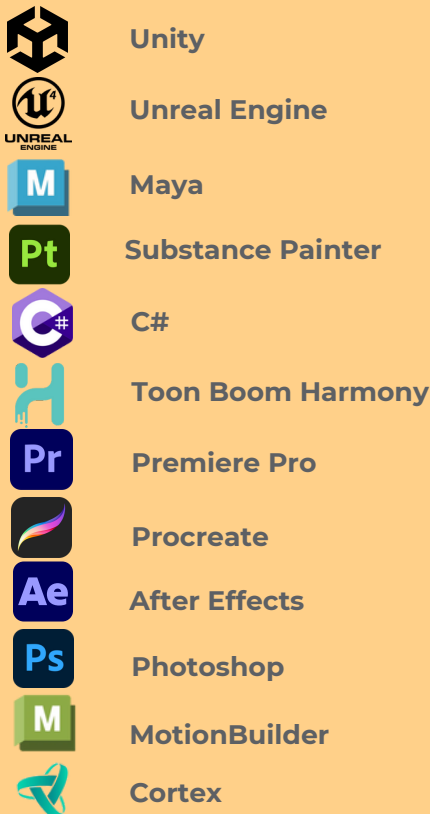 Unity
U4
UNREAL
ENGINE
Unreal Engine
M
Maya
Pt
Substance Painter
C#
C#
Toon Boom Harmony
Pr
Premiere Pro
Procreate
Ae
After Effects
Ps
Photoshop
M
MotionBuilder
Cortex